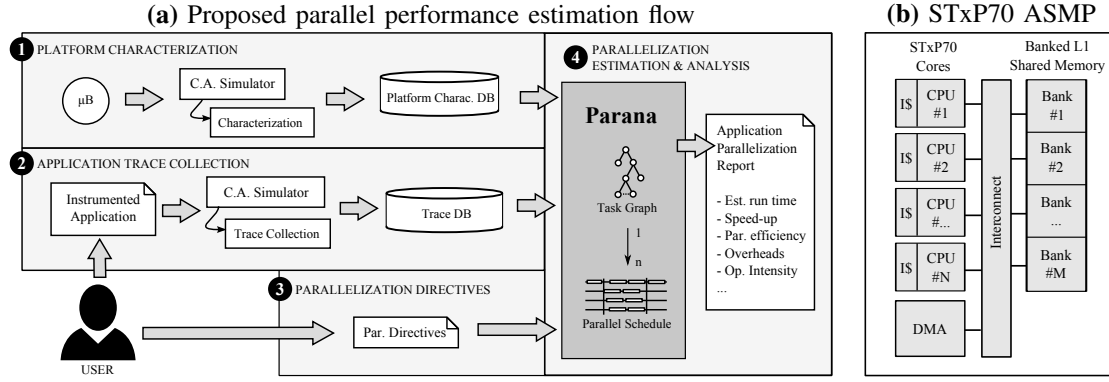 (a) Proposed parallel performance estimation flow
1 PLATFORM CHARACTERIZATION
μB
C.A. Simulator
Characterization
Platform Charac. DB
2 APPLICATION TRACE COLLECTION
Instrumented
Application
C.A. Simulator
Trace Collection
Trace DB
USER
3 PARALLELIZATION DIRECTIVES
Par. Directives
4 PARALLELIZATION
ESTIMATION & ANALYSIS
Parana
Task Graph
1
n
Parallel Schedule
Application
Parallelization
Report
- Est. run time
- Speed-up
- Par. efficiency
- Overheads
- Op. Intensity
...
(b) STxP70 ASMP
STxP70
Cores
Banked L1
Shared Memory
I$
CPU
#1
I$
CPU
#2
I$
CPU
#...
I$
CPU
#N
DMA
Interconnect
Bank
#1
Bank
#2
Bank
...
Bank
#M